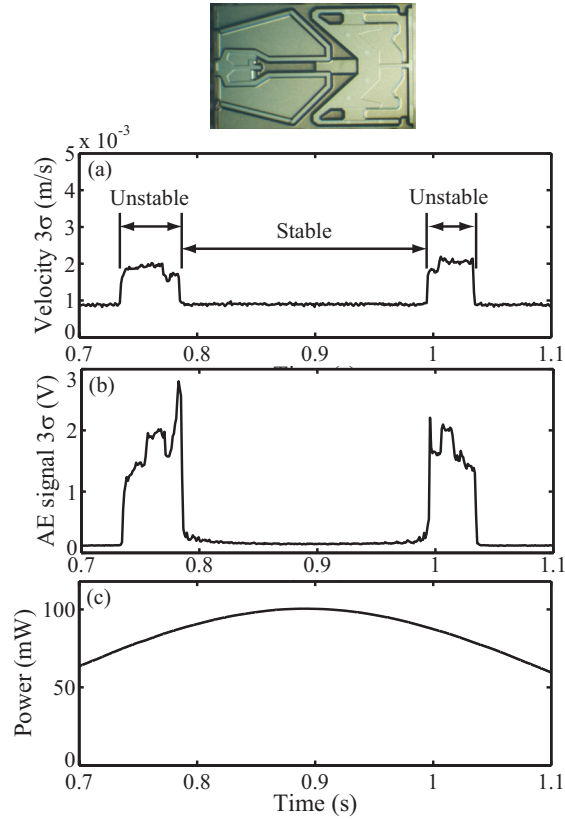 x 10⁻³
5
(a)
Unstable
Unstable
4
3
Stable
2
1
0
Velocity 3σ (m/s)
0.7 0.8 0.9 1 1.1
3
(b)
2
1
0
AE signal 3σ (V)
0.7 0.8 0.9 1 1.1
(c)
100
50
0
Power (mW)
0.7 0.8 0.9 1 1.1
Time (s)